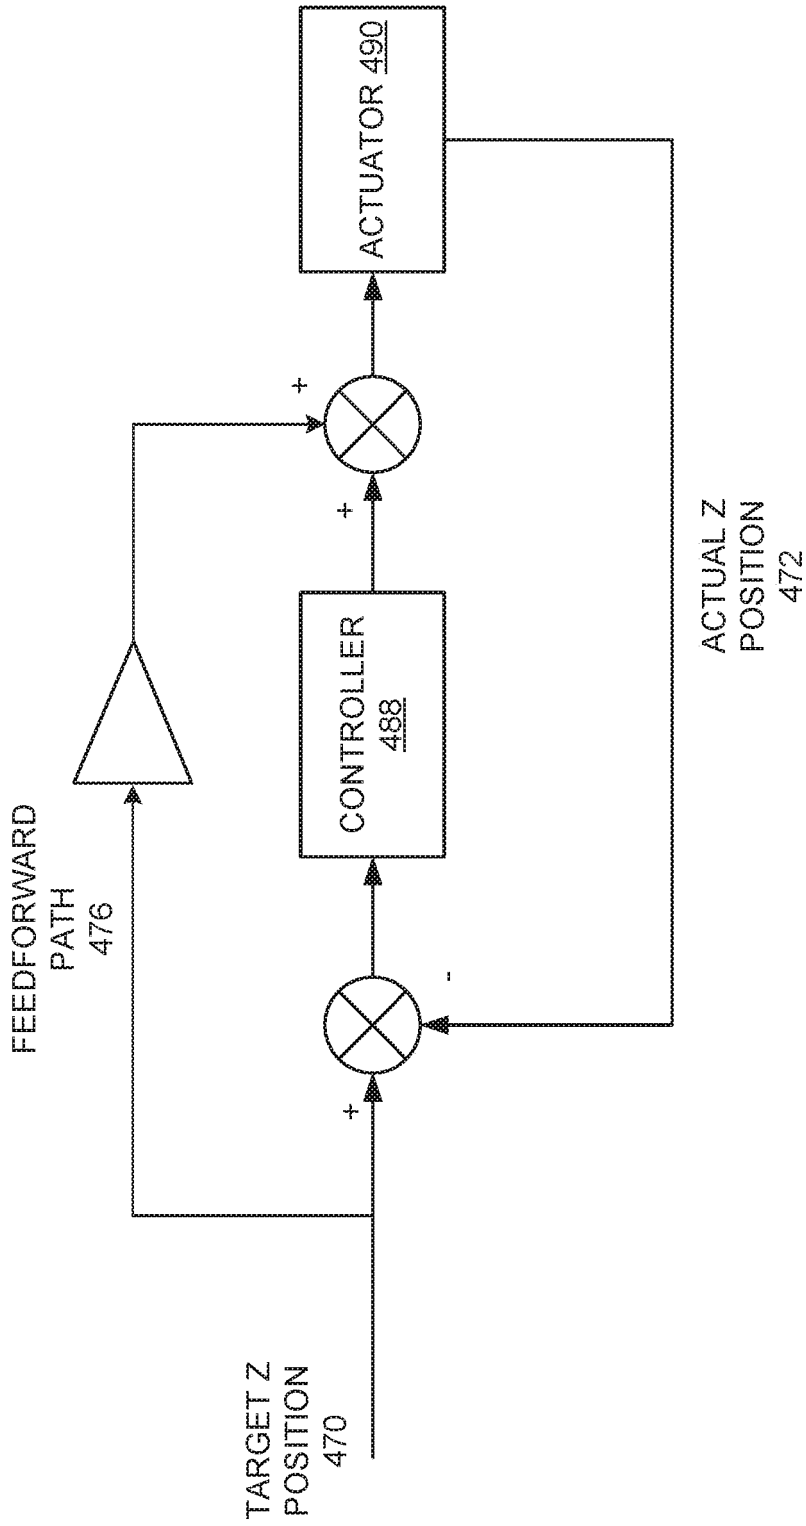 FEEDFORWARD
PATH
476
TARGET Z
POSITION
470
+
-
CONTROLLER
488
+
+
ACTUATOR 490
ACTUAL Z
POSITION
472